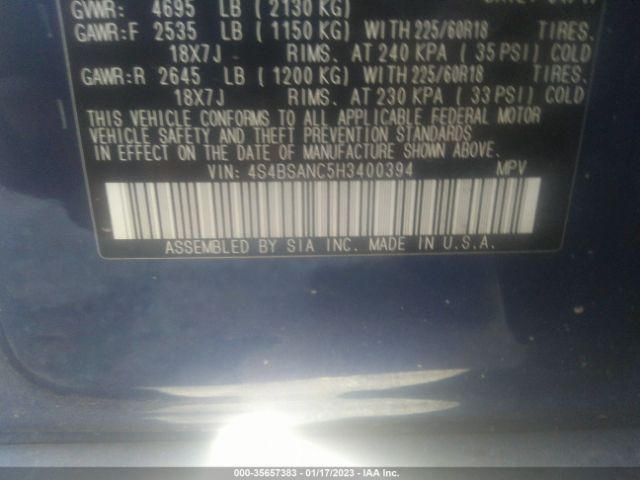 GVWR: 4695 LB ( 2130 KG)
GAWR:F 2535 LB ( 1150 KG) WITH 225/60R18 TIRES.
18X7J RIMS. AT 240 KPA ( 35 PSI) COLD
GAWR:R 2645 LB ( 1200 KG) WITH 225/60R18 TIRES.
18X7J RIMS. AT 230 KPA ( 33 PSI) COLD
THIS VEHICLE CONFORMS TO ALL APPLICABLE FEDERAL MOTOR
VEHICLE SAFETY AND THEFT PREVENTION STANDARDS
IN EFFECT ON THE DATE OF MANUFACTURE SHOWN ABOVE.
VIN: 4S4BSANC5H3400394 MPV
ASSEMBLED BY SIA INC. MADE IN U.S.A.
000-35657383 - 01/17/2023 - IAA Inc.